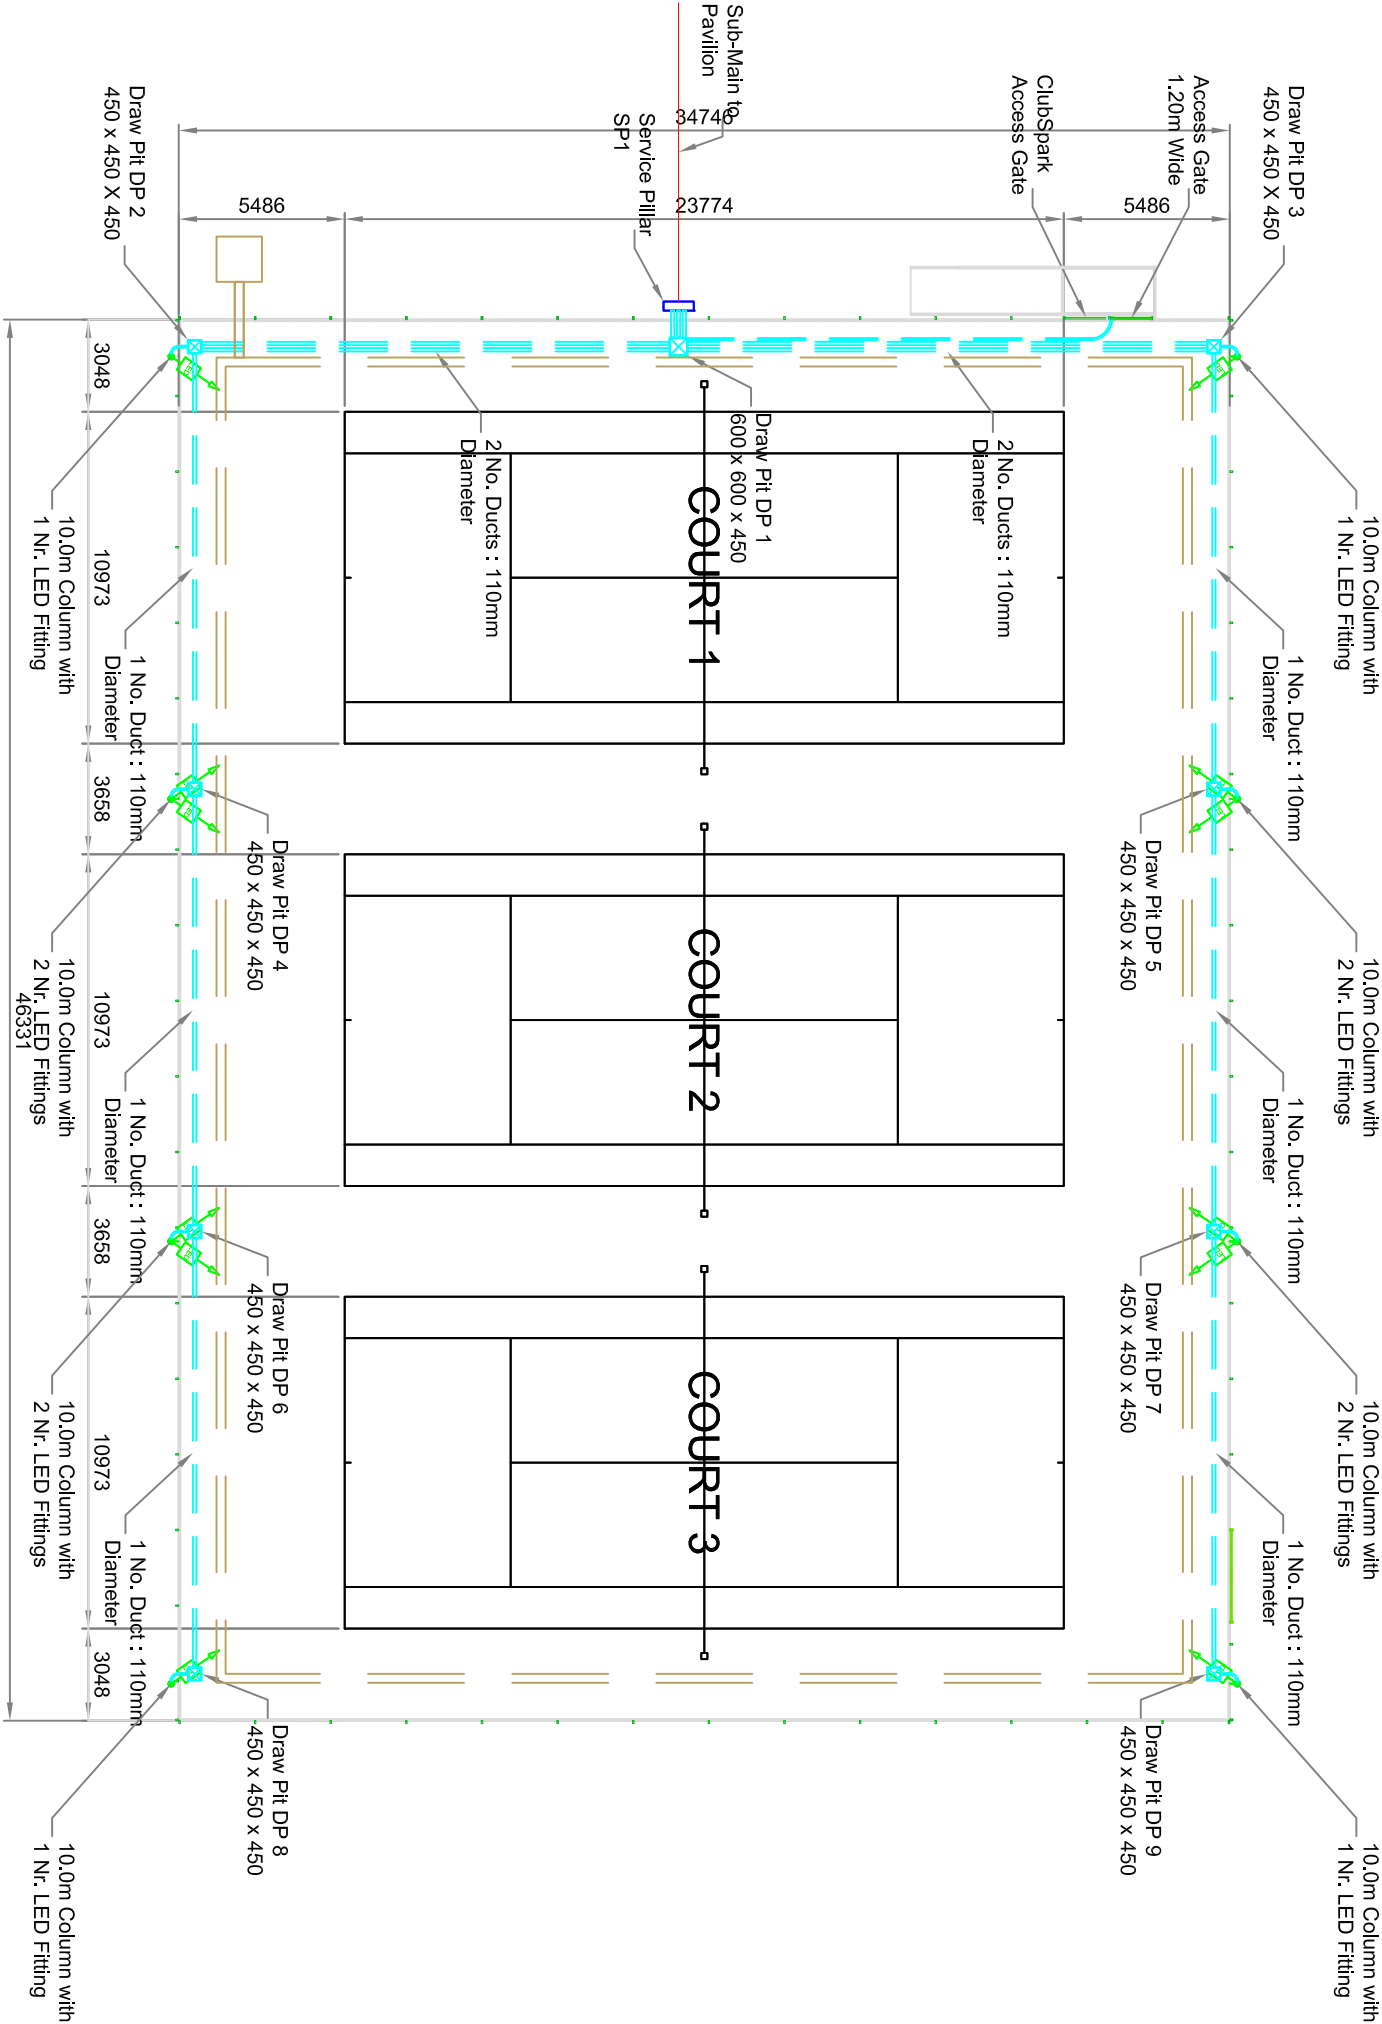 Sub-Main to
Pavilion
34746
Service Pillar
SP1
ClubSpark
Access Gate
Access Gate
1.20m Wide
Draw Pit DP 3
450 x 450 X 450
Draw Pit DP 2
450 x 450 X 450
5486
23774
5486
3048
10973
3658
10973
3658
10973
3048
46331
10.0m Column with
1 Nr. LED Fitting
10.0m Column with
2 Nr. LED Fittings
10.0m Column with
2 Nr. LED Fittings
10.0m Column with
1 Nr. LED Fitting
1 No. Duct : 110mm
Diameter
1 No. Duct : 110mm
Diameter
1 No. Duct : 110mm
Diameter
Draw Pit DP 5
450 x 450 x 450
Draw Pit DP 7
450 x 450 x 450
Draw Pit DP 9
450 x 450 x 450
2 No. Ducts : 110mm
Diameter
Draw Pit DP 1
600 x 600 x 450
COURT 1
COURT 2
COURT 3
2 No. Ducts : 110mm
Diameter
Draw Pit DP 4
450 x 450 x 450
Draw Pit DP 6
450 x 450 x 450
Draw Pit DP 8
450 x 450 x 450
1 No. Duct : 110mm
Diameter
1 No. Duct : 110mm
Diameter
1 No. Duct : 110mm
Diameter
10.0m Column with
1 Nr. LED Fitting
10.0m Column with
2 Nr. LED Fittings
10.0m Column with
2 Nr. LED Fittings
10.0m Column with
1 Nr. LED Fitting